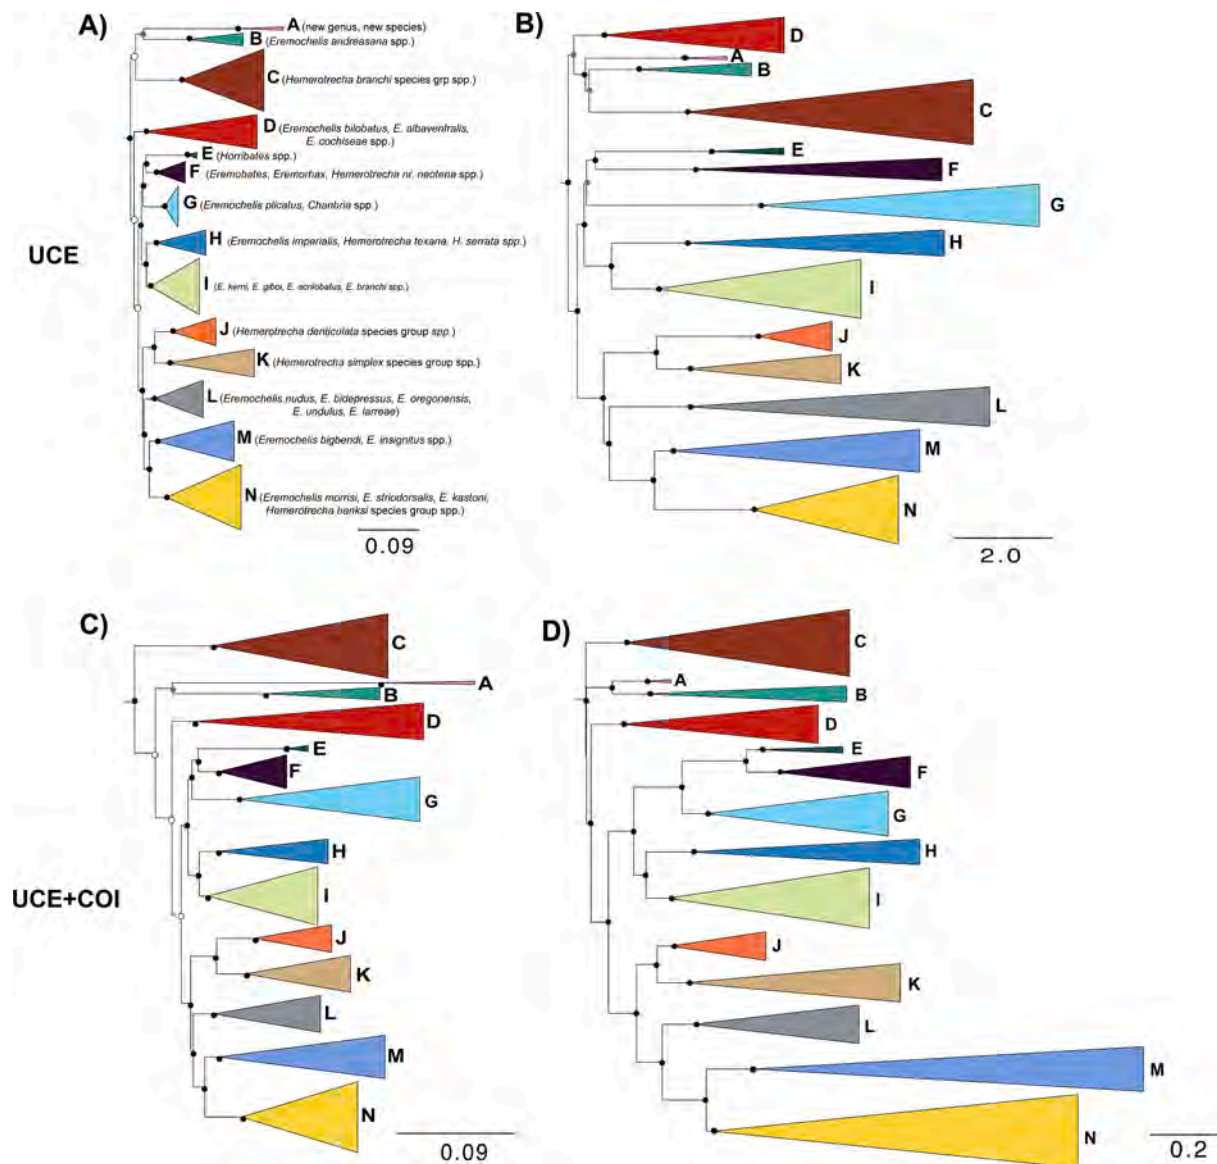 A)
A (new genus, new species)
B (Eremochelis andreasana spp.)
C (Hemerotrecha branchi species grp spp.)
D (Eremochelis bilobatus, E. albaventralis,
E. cochiseae spp.)
E (Horribates spp.)
F (Eremobates, Eremorhax, Hemerotrecha nr. neotena spp.)
G (Eremochelis plicatus, Chanbria spp.)
H (Eremochelis imperialis, Hemerotrecha texana, H. serrata spp.)
I (E. kerni, E. giboi, E. acrilobatus, E. branchi spp.)
J (Hemerotrecha denticulata species group spp.)
K (Hemerotrecha simplex species group spp.)
L (Eremochelis nudus, E. bidepressus, E. oregonensis,
E. undulus, E. larreae)
M (Eremochelis bigbendi, E. insignitus spp.)
N (Eremochelis morrisi, E. striodorsalis, E. kastoni,
Hemerotrecha banksi species group spp.)
0.09
UCE
B)
D
A
B
C
E
F
G
H
I
J
K
L
M
N
2.0
C)
C
A
B
D
E
F
G
H
I
J
K
L
M
N
0.09
UCE+COI
D)
C
A
B
D
E
F
G
H
I
J
K
L
M
N
0.2